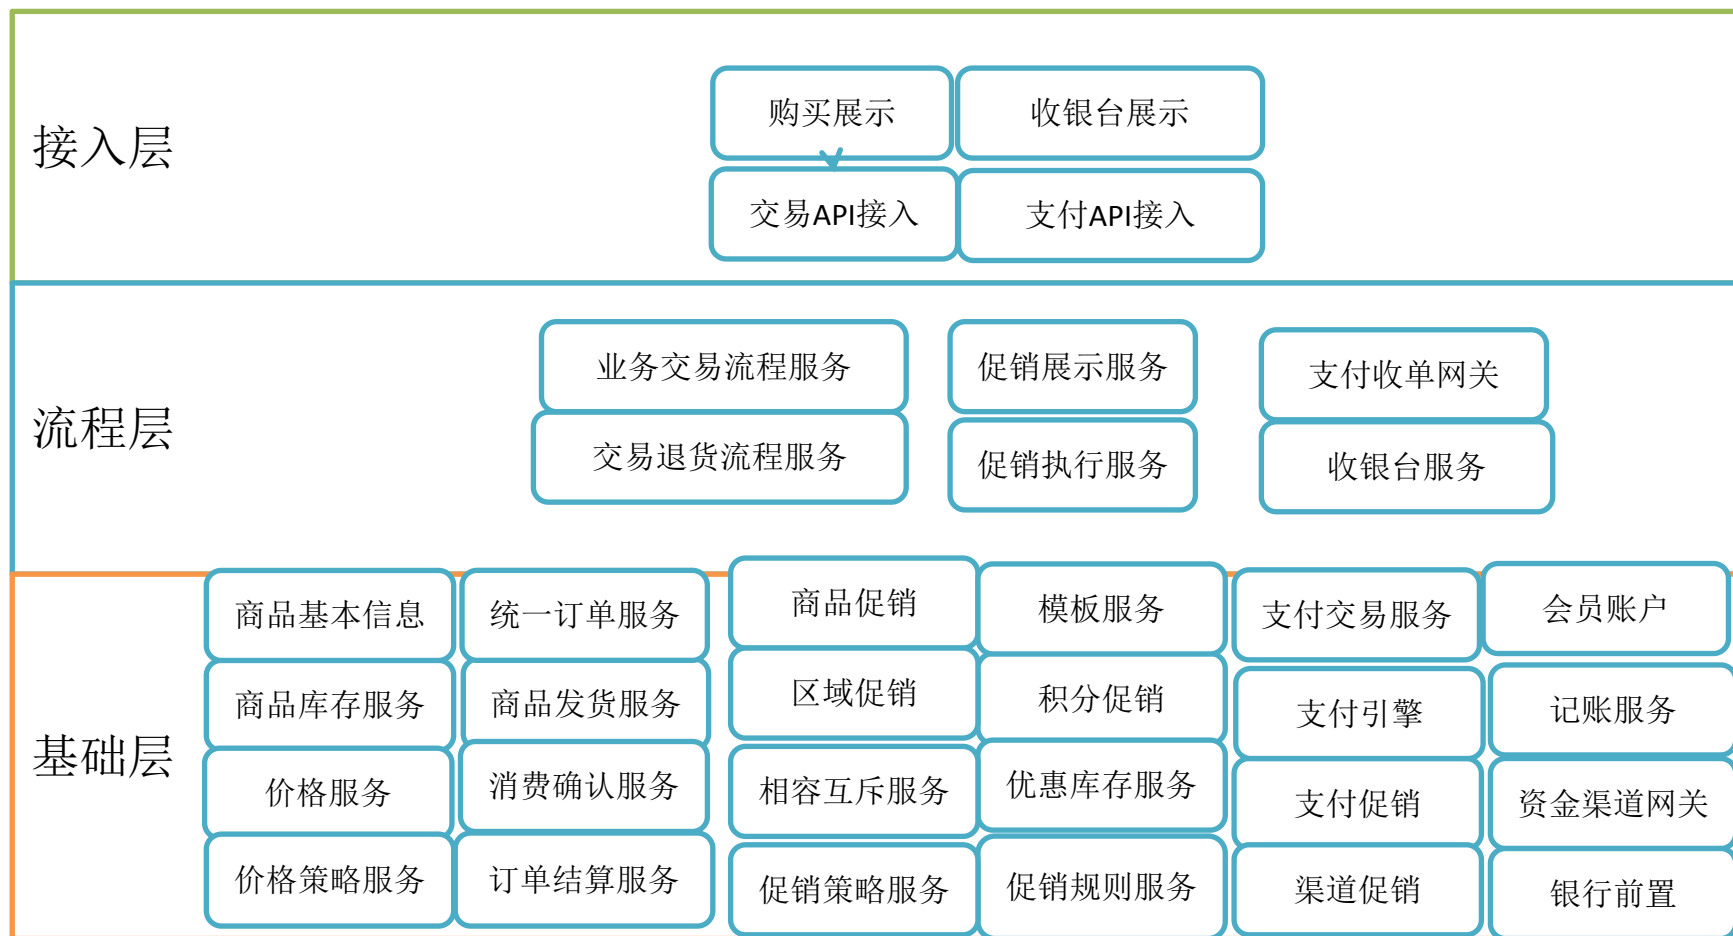 接入层
购买展示
收银台展示
交易API接入
支付API接入
流程层
业务交易流程服务
促销展示服务
支付收单网关
交易退货流程服务
促销执行服务
收银台服务
基础层
商品基本信息
统一订单服务
商品促销
模板服务
支付交易服务
会员账户
商品库存服务
商品发货服务
区域促销
积分促销
支付引擎
记账服务
价格服务
消费确认服务
相容互斥服务
优惠库存服务
支付促销
资金渠道网关
价格策略服务
订单结算服务
促销策略服务
促销规则服务
渠道促销
银行前置